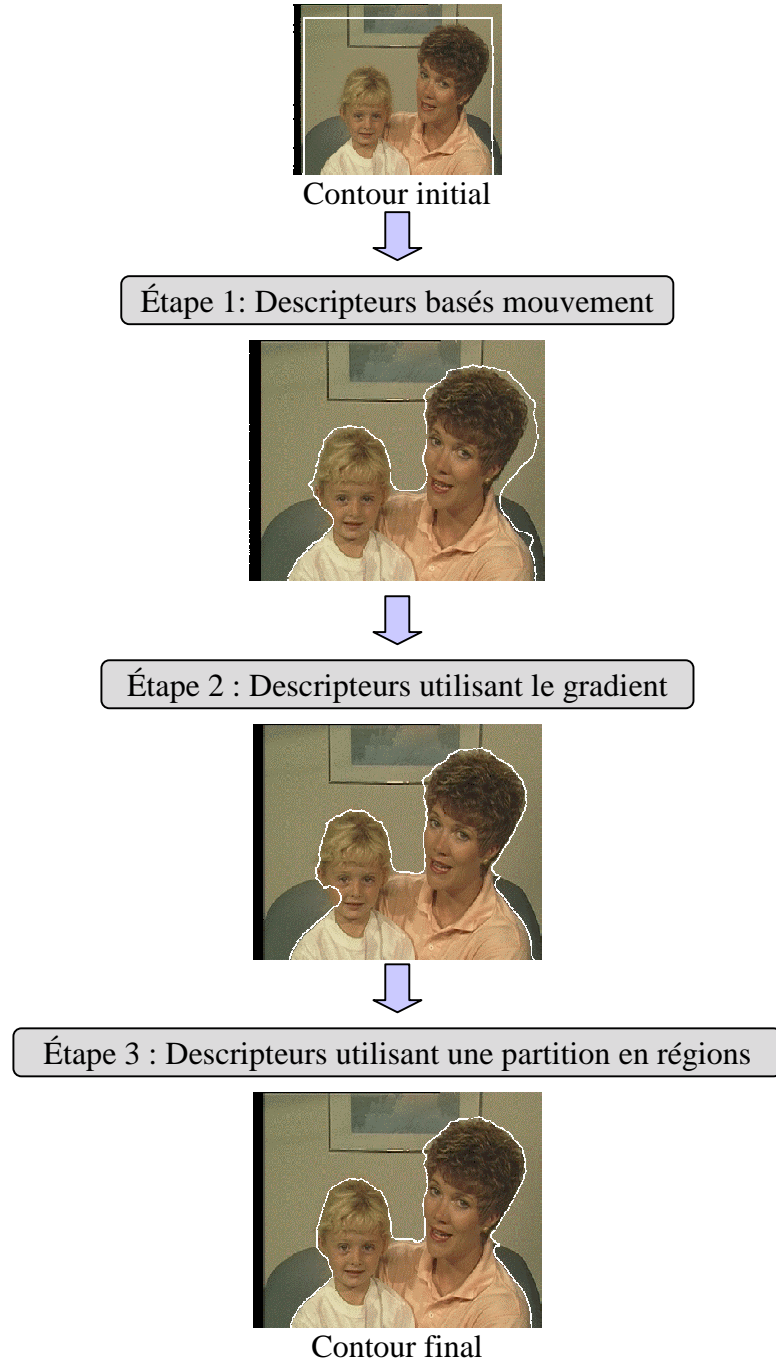 Contour initial
Étape 1: Descripteurs basés mouvement
Étape 2 : Descripteurs utilisant le gradient
Étape 3 : Descripteurs utilisant une partition en régions
Contour final